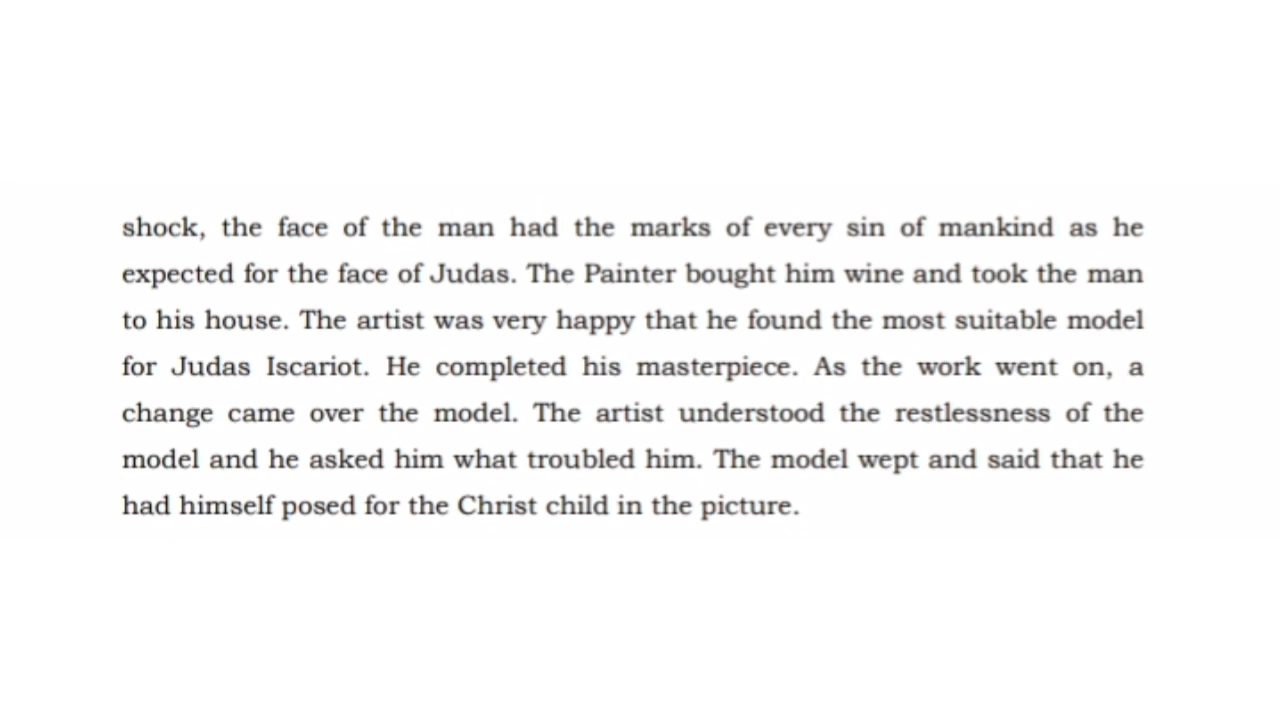 shock, the face of the man had the marks of every sin of mankind as he
expected for the face of Judas. The Painter bought him wine and took the man
to his house. The artist was very happy that he found the most suitable model
for Judas Iscariot. He completed his masterpiece. As the work went on, a
change came over the model. The artist understood the restlessness of the
model and he asked him what troubled him. The model wept and said that he
had himself posed for the Christ child in the picture.